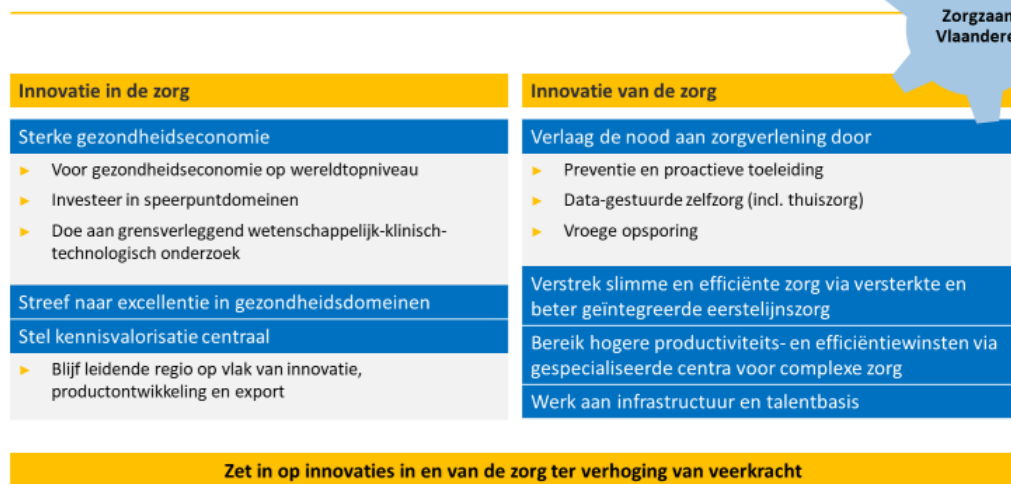 Zorgzaam
Vlaandere
Innovatie in de zorg
Sterke gezondheidseconomie
Voor gezondheidseconomie op wereldtopniveau
Investeer in speerpuntdomeinen
Doe aan grensverleggend wetenschappelijk-klinisch-
technologisch onderzoek
Streef naar excellentie in gezondheidsdomeinen
Stel kennisvalorisatie centraal
Blijf leidende regio op vlak van innovatie,
productontwikkeling en export
Innovatie van de zorg
Verlaag de nood aan zorgverlening door
Preventie en proactieve toeleiding
Data-gestuurde zelfzorg (incl. thuiszorg)
Vroege opsporing
Verstrek slimme en efficiënte zorg via versterkte en
beter geïntegreerde eerstelijnszorg
Bereik hogere productiviteits- en efficiëntiewinsten via
gespecialiseerde centra voor complexe zorg
Werk aan infrastructuur en talentbasis
Zet in op innovaties in en van de zorg ter verhoging van veerkracht